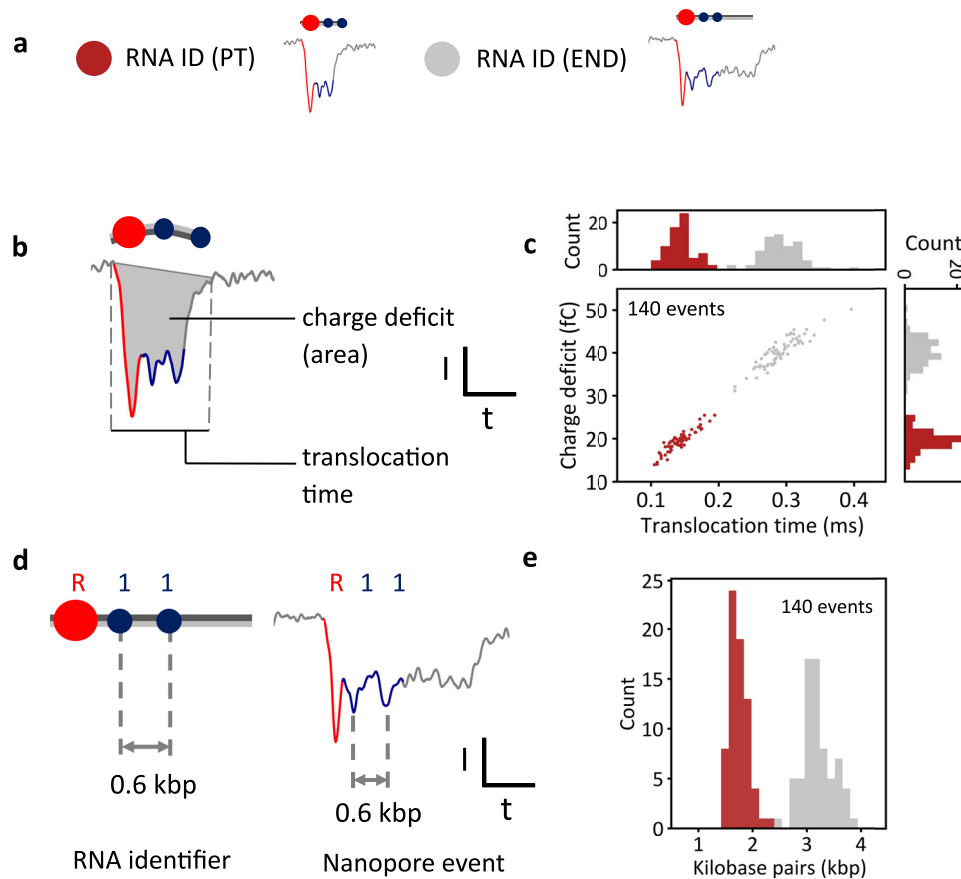 a
RNA ID (PT)
RNA ID (END)
b
charge deficit
(area)
translocation
time
I
t
c
Count
20
0
Count
0
20
140 events
Charge deficit (fC)
50
40
30
20
10
0.1 0.2 0.3 0.4
Translocation time (ms)
d
R 1 1
0.6 kbp
RNA identifier
R 1 1
0.6 kbp
I
t
Nanopore event
e
140 events
Count
25
20
15
10
5
0
1 2 3 4
Kilobase pairs (kbp)